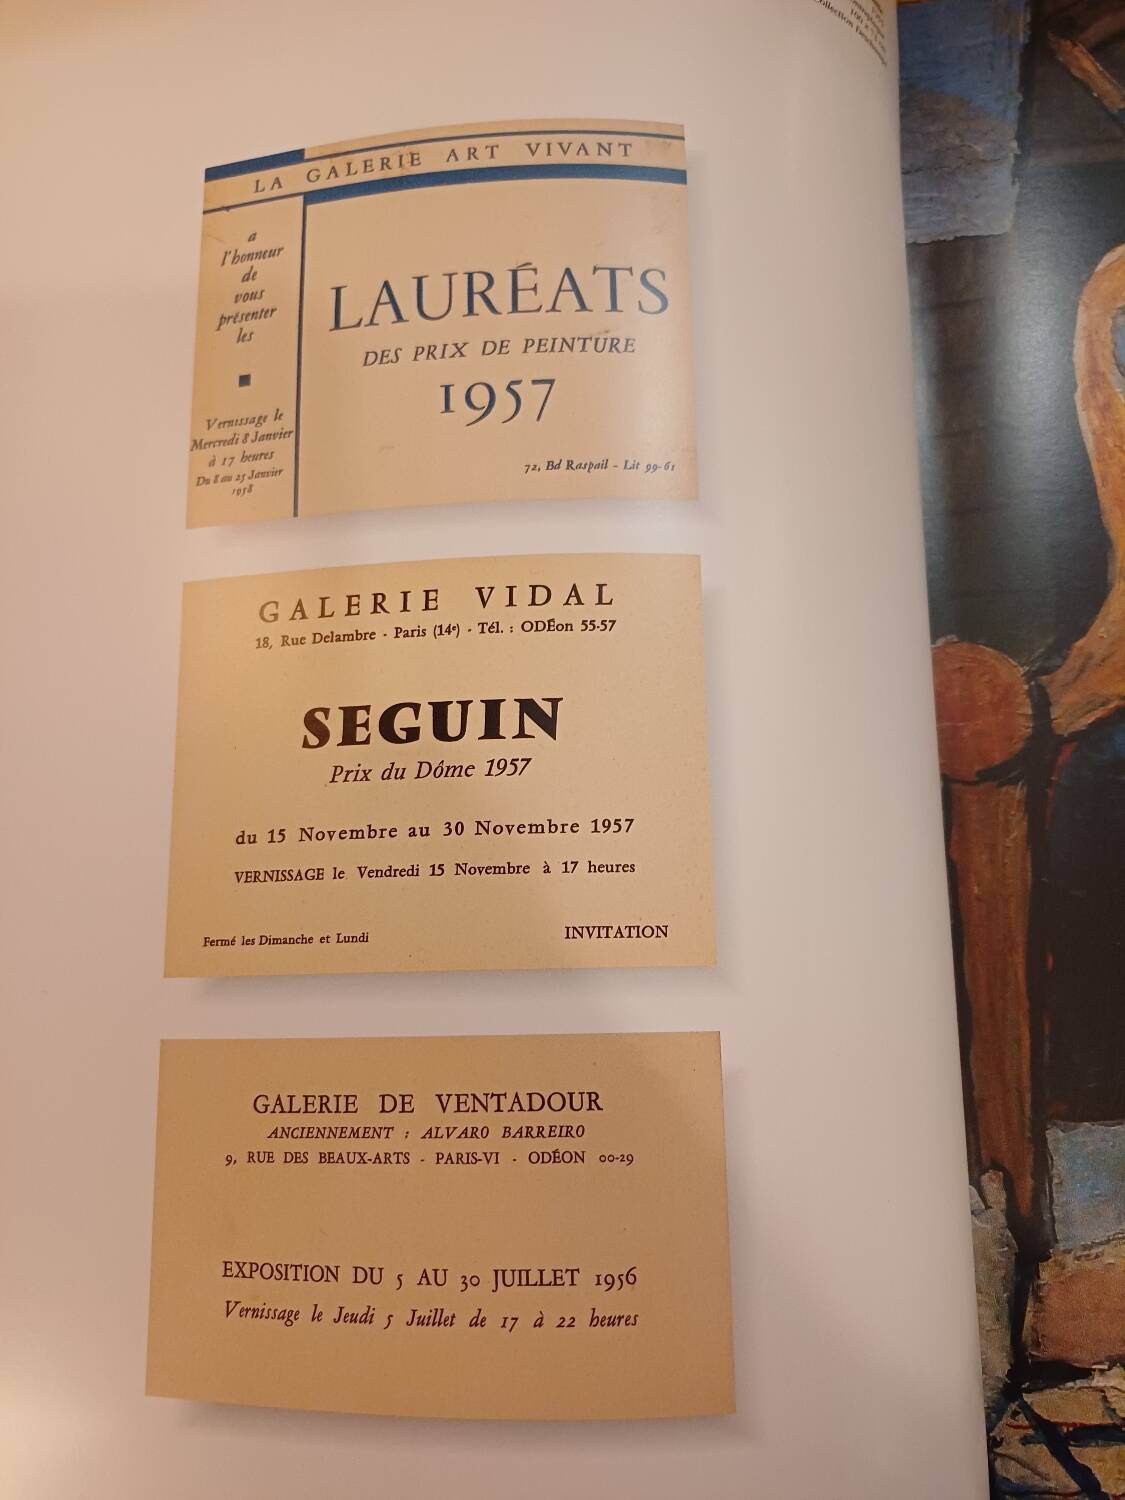 Collection
LA GALERIE ART VIVANT
a
l'honneur
de
vous
présenter
les
Vernissage le
Mercredi 8 Janvier
à 17 heures
Du 8 au 25 Janvier
1958
LAURÉATS
DES PRIX DE PEINTURE
1957
72, Bd Raspail - Lit 99-61
GALERIE VIDAL
18, Rue Delambre - Paris (14e) - Tél. : ODÉon 55-57
SEGUIN
Prix du Dôme 1957
du 15 Novembre au 30 Novembre 1957
VERNISSAGE le Vendredi 15 Novembre à 17 heures
Fermé les Dimanche et Lundi
INVITATION
GALERIE DE VENTADOUR
ANCIENNEMENT : ALVARO BARREIRO
9, RUE DES BEAUX-ARTS - PARIS-VI - ODÉON 00-29
EXPOSITION DU 5 AU 30 JUILLET 1956
Vernissage le Jeudi 5 Juillet de 17 à 22 heures